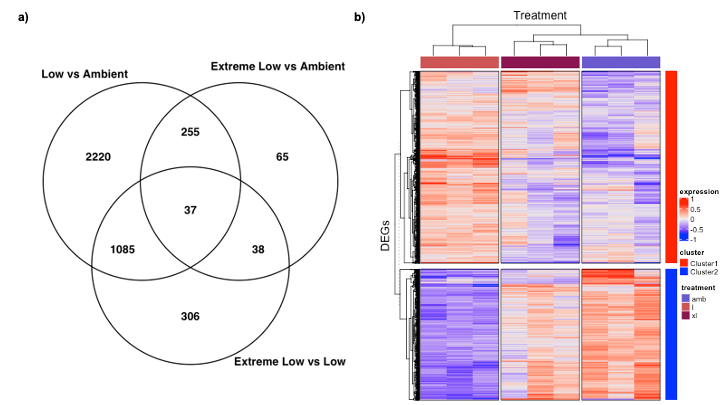 a)
Low vs Ambient
Extreme Low vs Ambient
255
2220
65
37
1085
38
306
Extreme Low vs Low
b)
Treatment
DEGs
expression
1
0.5
0
-0.5
-1
cluster
Cluster1
Cluster2
treatment
amb
l
xl